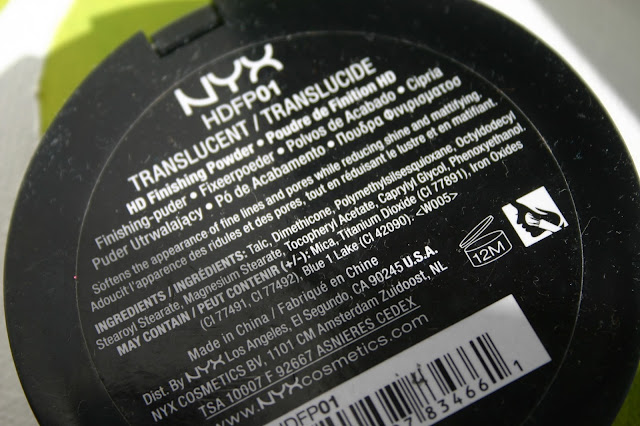 NYX
HDFP01
TRANSLUCENT / TRANSLUCIDE
HD Finishing Powder • Poudre de Finition HD
Finishing-puder • Fixeerpoeder • Polvos de Acabado • Cipria
Puder Utrwalający • Pó de Acabamento • Πουδρα Φινιρισματος
Softens the appearance of fine lines and pores while reducing shine and mattifying.
Adoucit l'apparence des ridules et des pores, tout en réduisant le lustre et en matifiant.
INGREDIENTS / INGRÉDIENTS: Talc, Dimethicone, Polymethylsilsesquioxane, Octyldodecyl
Stearoyl Stearate, Magnesium Stearate, Tocopheryl Acetate, Caprylyl Glycol, Phenoxyethanol.
MAY CONTAIN / PEUT CONTENIR (+/-): Mica, Titanium Dioxide (CI 77891), Iron Oxides
(CI 77491, CI 77492), Blue 1 Lake (CI 42090). <W005>
12M
Made in China / Fabriqué en Chine
Dist. By NYX Los Angeles, El Segundo, CA 90245 U.S.A.
NYX COSMETICS BV, 1101 CM Amsterdam Zuidoost, NL
TSA 10007 F 92667 ASNIERES CEDEX
www.NYXcosmetics.com
HDFP01